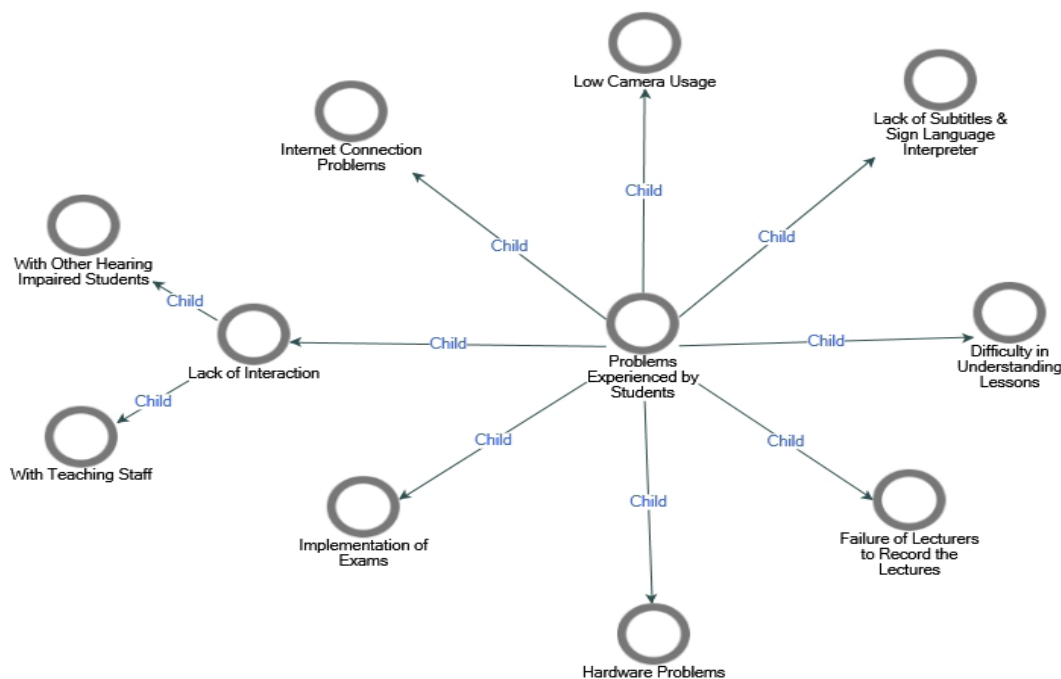 Low Camera Usage
Lack of Subtitles &
Sign Language
Interpreter
Internet Connection
Problems
Child
Child
Child
With Other Hearing
Impaired Students
Child
Lack of Interaction
Child
Problems
Experienced by
Students
Child
Difficulty in
Understanding
Lessons
Child
With Teaching Staff
Child
Child
Child
Implementation of
Exams
Failure of Lecturers
to Record the
Lectures
Hardware Problems